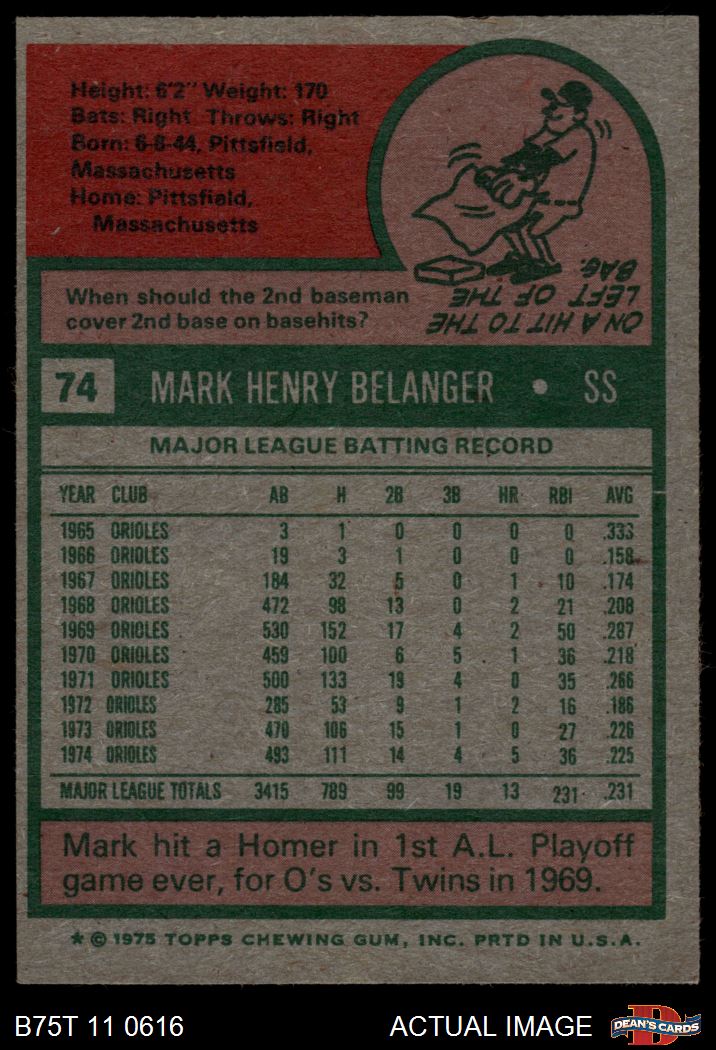 Height: 6'2" Weight: 170
Bats: Right Throws: Right
Born: 6-8-44, Pittsfield,
Massachusetts
Home: Pittsfield,
Massachusetts
When should the 2nd baseman
cover 2nd base on basehits?
ON A HIT TO THE
LEFT OF THE
BAG.
74 MARK HENRY BELANGER • SS
MAJOR LEAGUE BATTING RECORD
YEAR CLUB AB H 2B 3B HR RBI AVG
1965 ORIOLES 3 1 0 0 0 0 .333
1966 ORIOLES 19 3 1 0 0 0 .158
1967 ORIOLES 184 32 5 0 1 10 .174
1968 ORIOLES 472 98 13 0 2 21 .208
1969 ORIOLES 530 152 17 4 2 50 .287
1970 ORIOLES 459 100 6 5 1 36 .218
1971 ORIOLES 500 133 19 4 0 35 .266
1972 ORIOLES 285 53 9 1 2 16 .186
1973 ORIOLES 470 106 15 1 0 27 .226
1974 ORIOLES 493 111 14 4 5 36 .225
MAJOR LEAGUE TOTALS 3415 789 99 19 13 231 .231
Mark hit a Homer in 1st A.L. Playoff
game ever, for O's vs. Twins in 1969.
* © 1975 TOPPS CHEWING GUM, INC. PRTD IN U.S.A.
B75T 11 0616 ACTUAL IMAGE DEAN'S CARDS